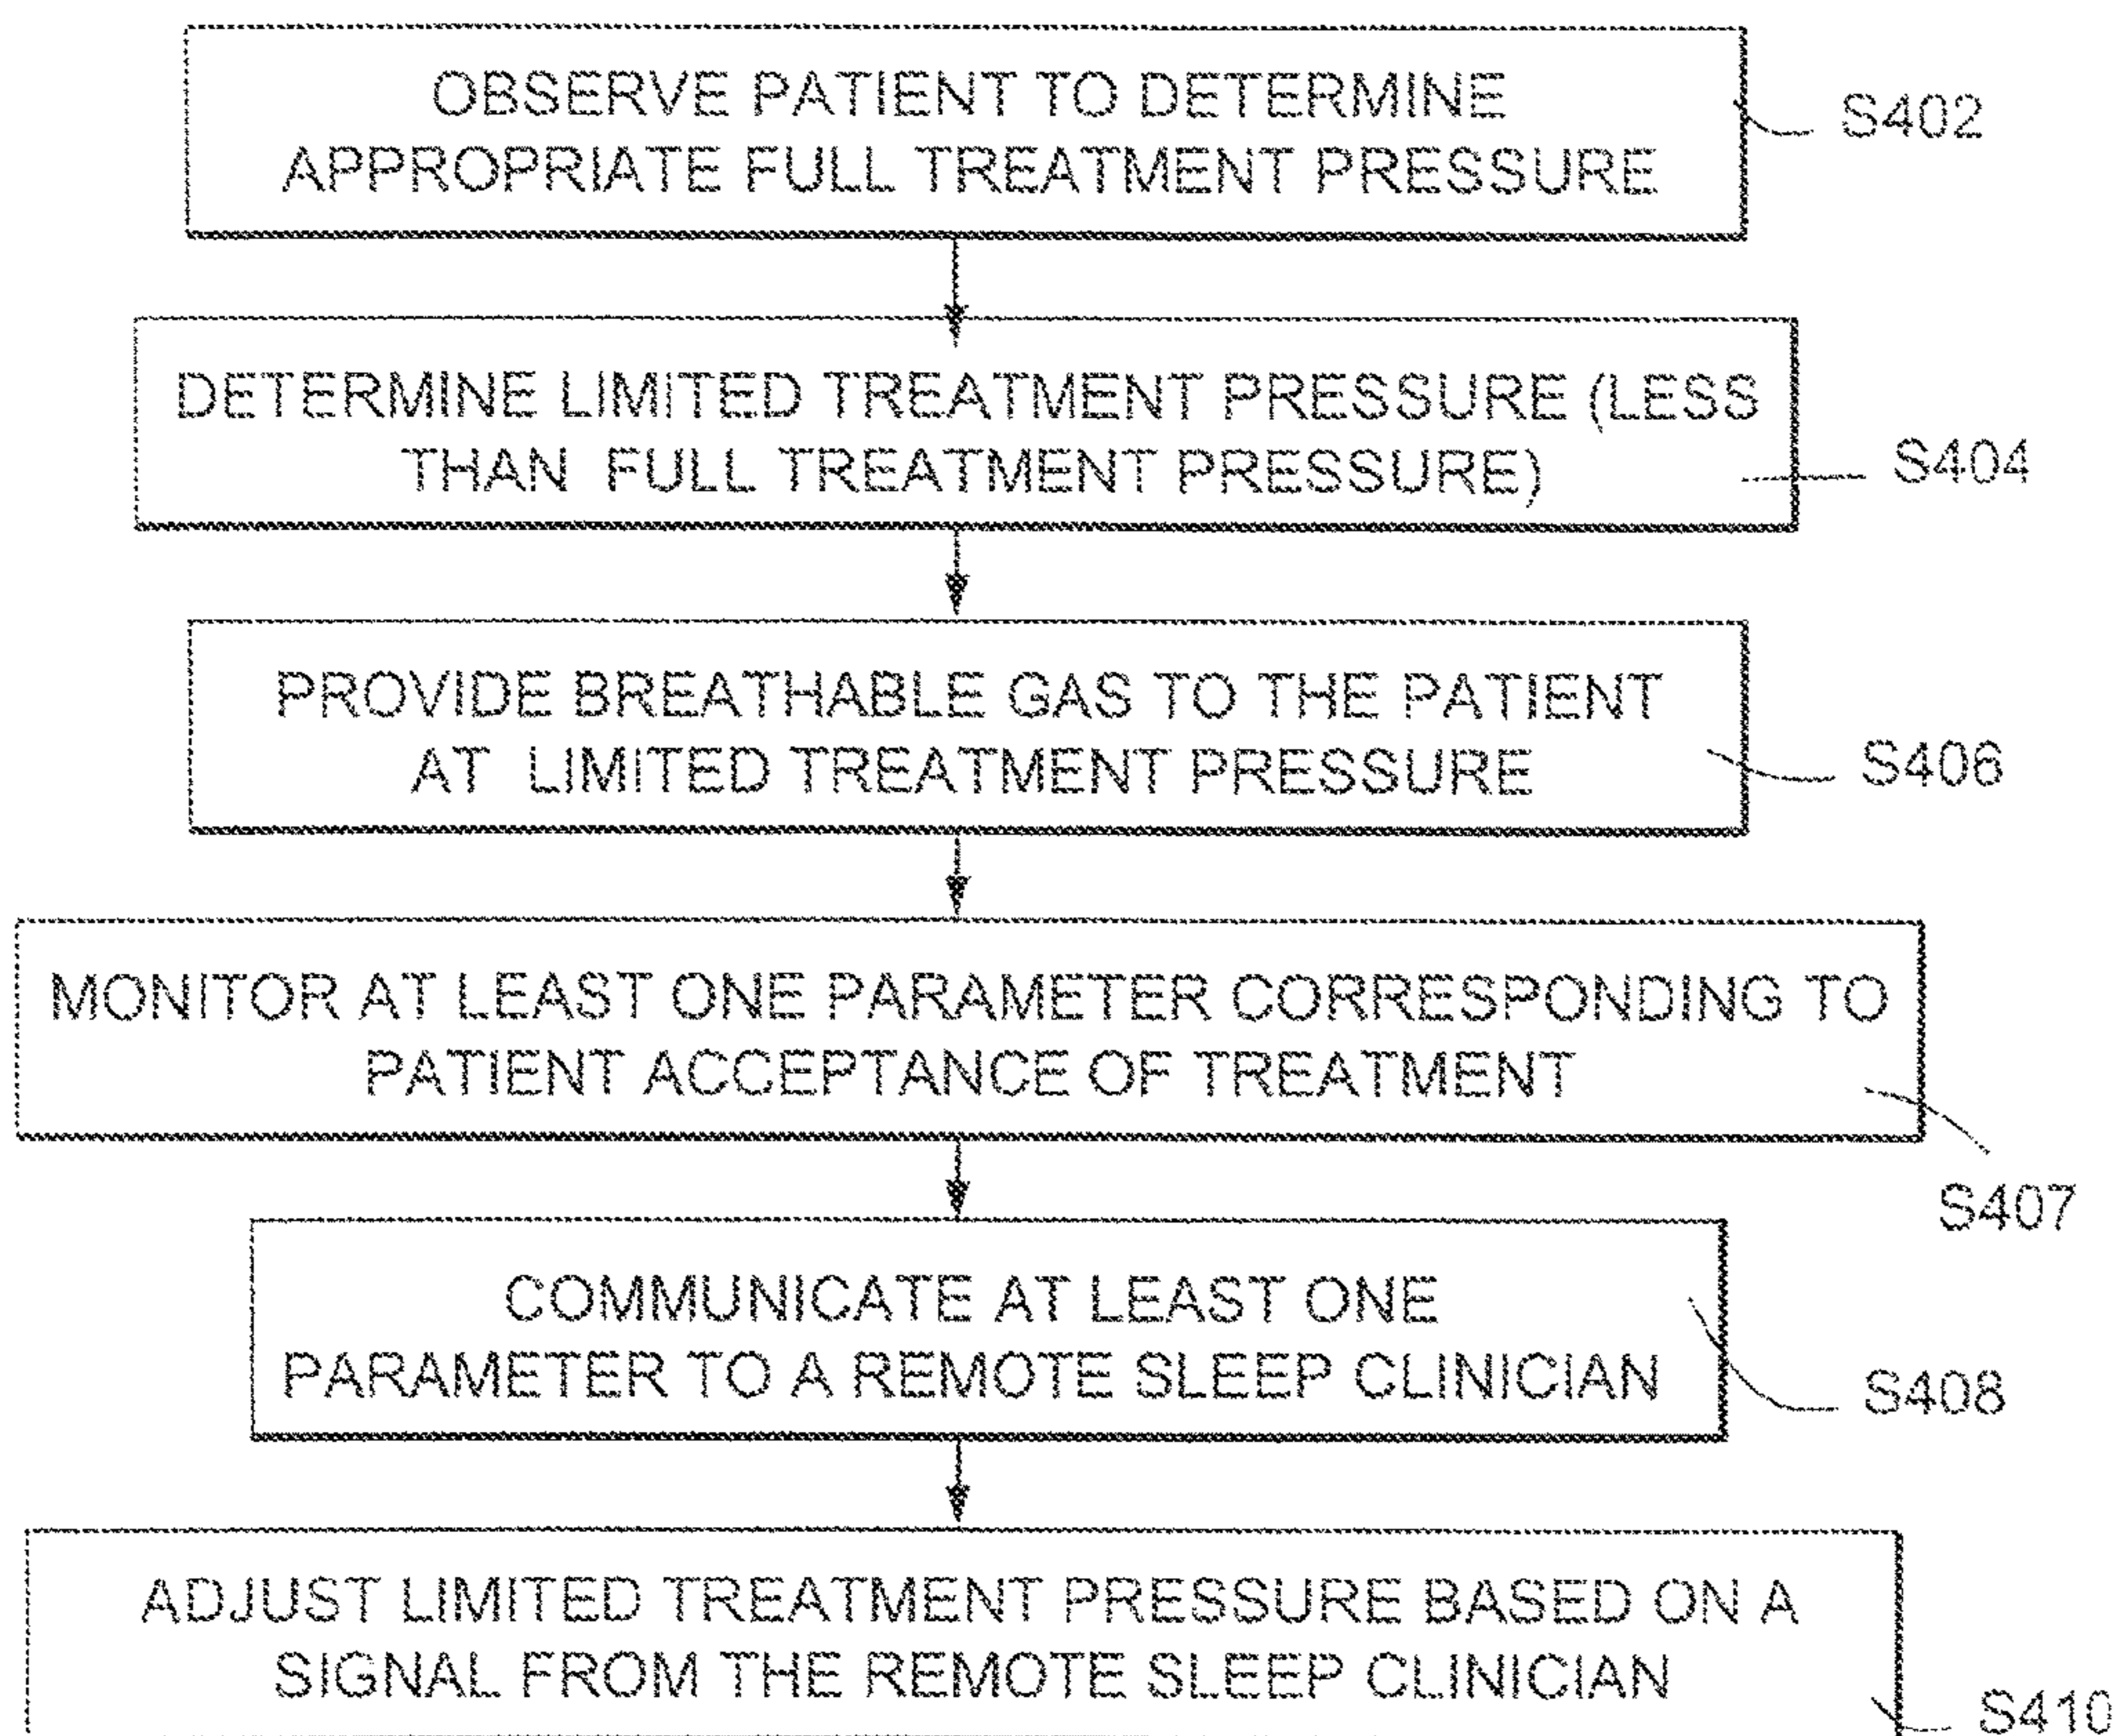 OBSERVE PATIENT TO DETERMINE
APPROPRIATE FULL TREATMENT PRESSURE
S402
DETERMINE LIMITED TREATMENT PRESSURE (LESS
THAN FULL TREATMENT PRESSURE)
S404
PROVIDE BREATHABLE GAS TO THE PATIENT
AT LIMITED TREATMENT PRESSURE
S406
MONITOR AT LEAST ONE PARAMETER CORRESPONDING TO
PATIENT ACCEPTANCE OF TREATMENT
S407
COMMUNICATE AT LEAST ONE
PARAMETER TO A REMOTE SLEEP CLINICIAN
S408
ADJUST LIMITED TREATMENT PRESSURE BASED ON A
SIGNAL FROM THE REMOTE SLEEP CLINICIAN
S410